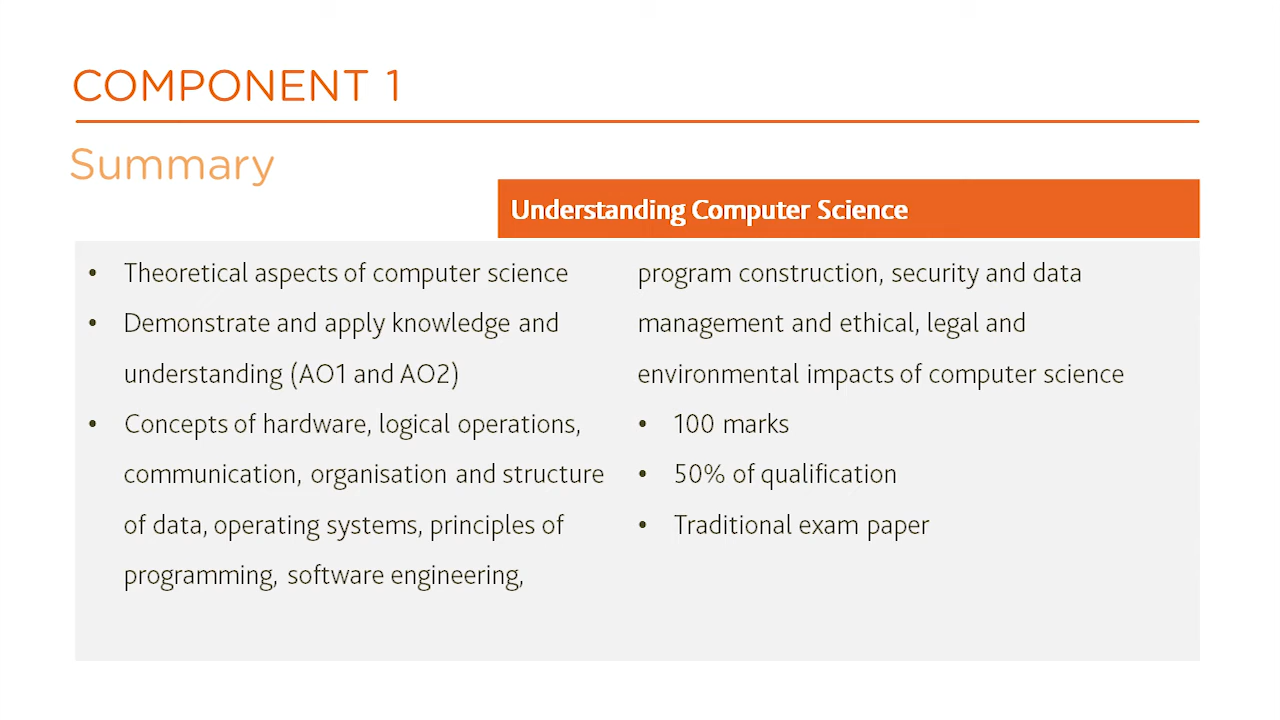 COMPONENT 1
Summary
Understanding Computer Science
• Theoretical aspects of computer science
• Demonstrate and apply knowledge and
understanding (AO1 and AO2)
• Concepts of hardware, logical operations,
communication, organisation and structure
of data, operating systems, principles of
programming, software engineering,
program construction, security and data
management and ethical, legal and
environmental impacts of computer science
• 100 marks
• 50% of qualification
• Traditional exam paper